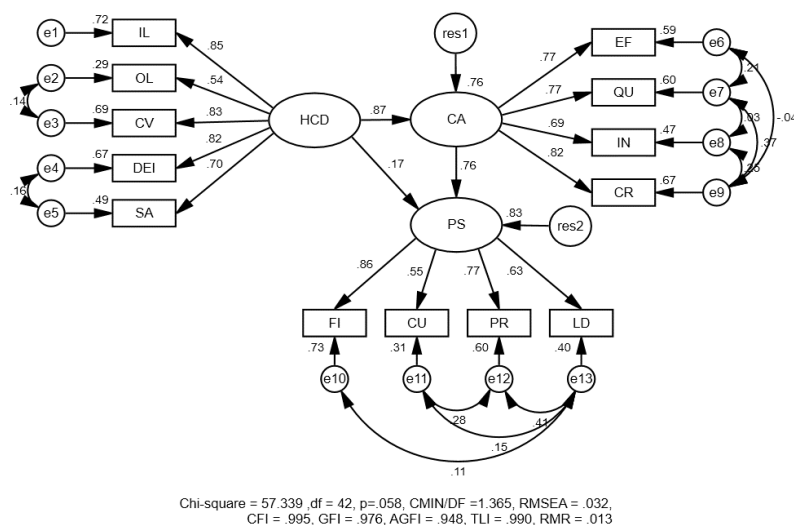 e1 .72 IL
e2 .29 OL
.14
e3 .69 CV
e4 .67 DEI
.16
e5 .49 SA
.85
.54
.83
.82
.70
HCD
.87
.17
res1
.76
CA
.76
.77
.77
.69
.82
EF .59 e6
QU .60 e7
IN .47 e8
CR .67 e9
.21
.03
.37
-.04
PS
.83
res2
.86
.55
.77
.63
FI
CU
PR
LD
.73
.31
.60
.40
e10
e11
e12
e13
.28
.41
.15
.11
Chi-square = 57.339 ,df = 42, p=.058, CMIN/DF =1.365, RMSEA = .032,
CFI = .995, GFI = .976, AGFI = .948, TLI = .990, RMR = .013